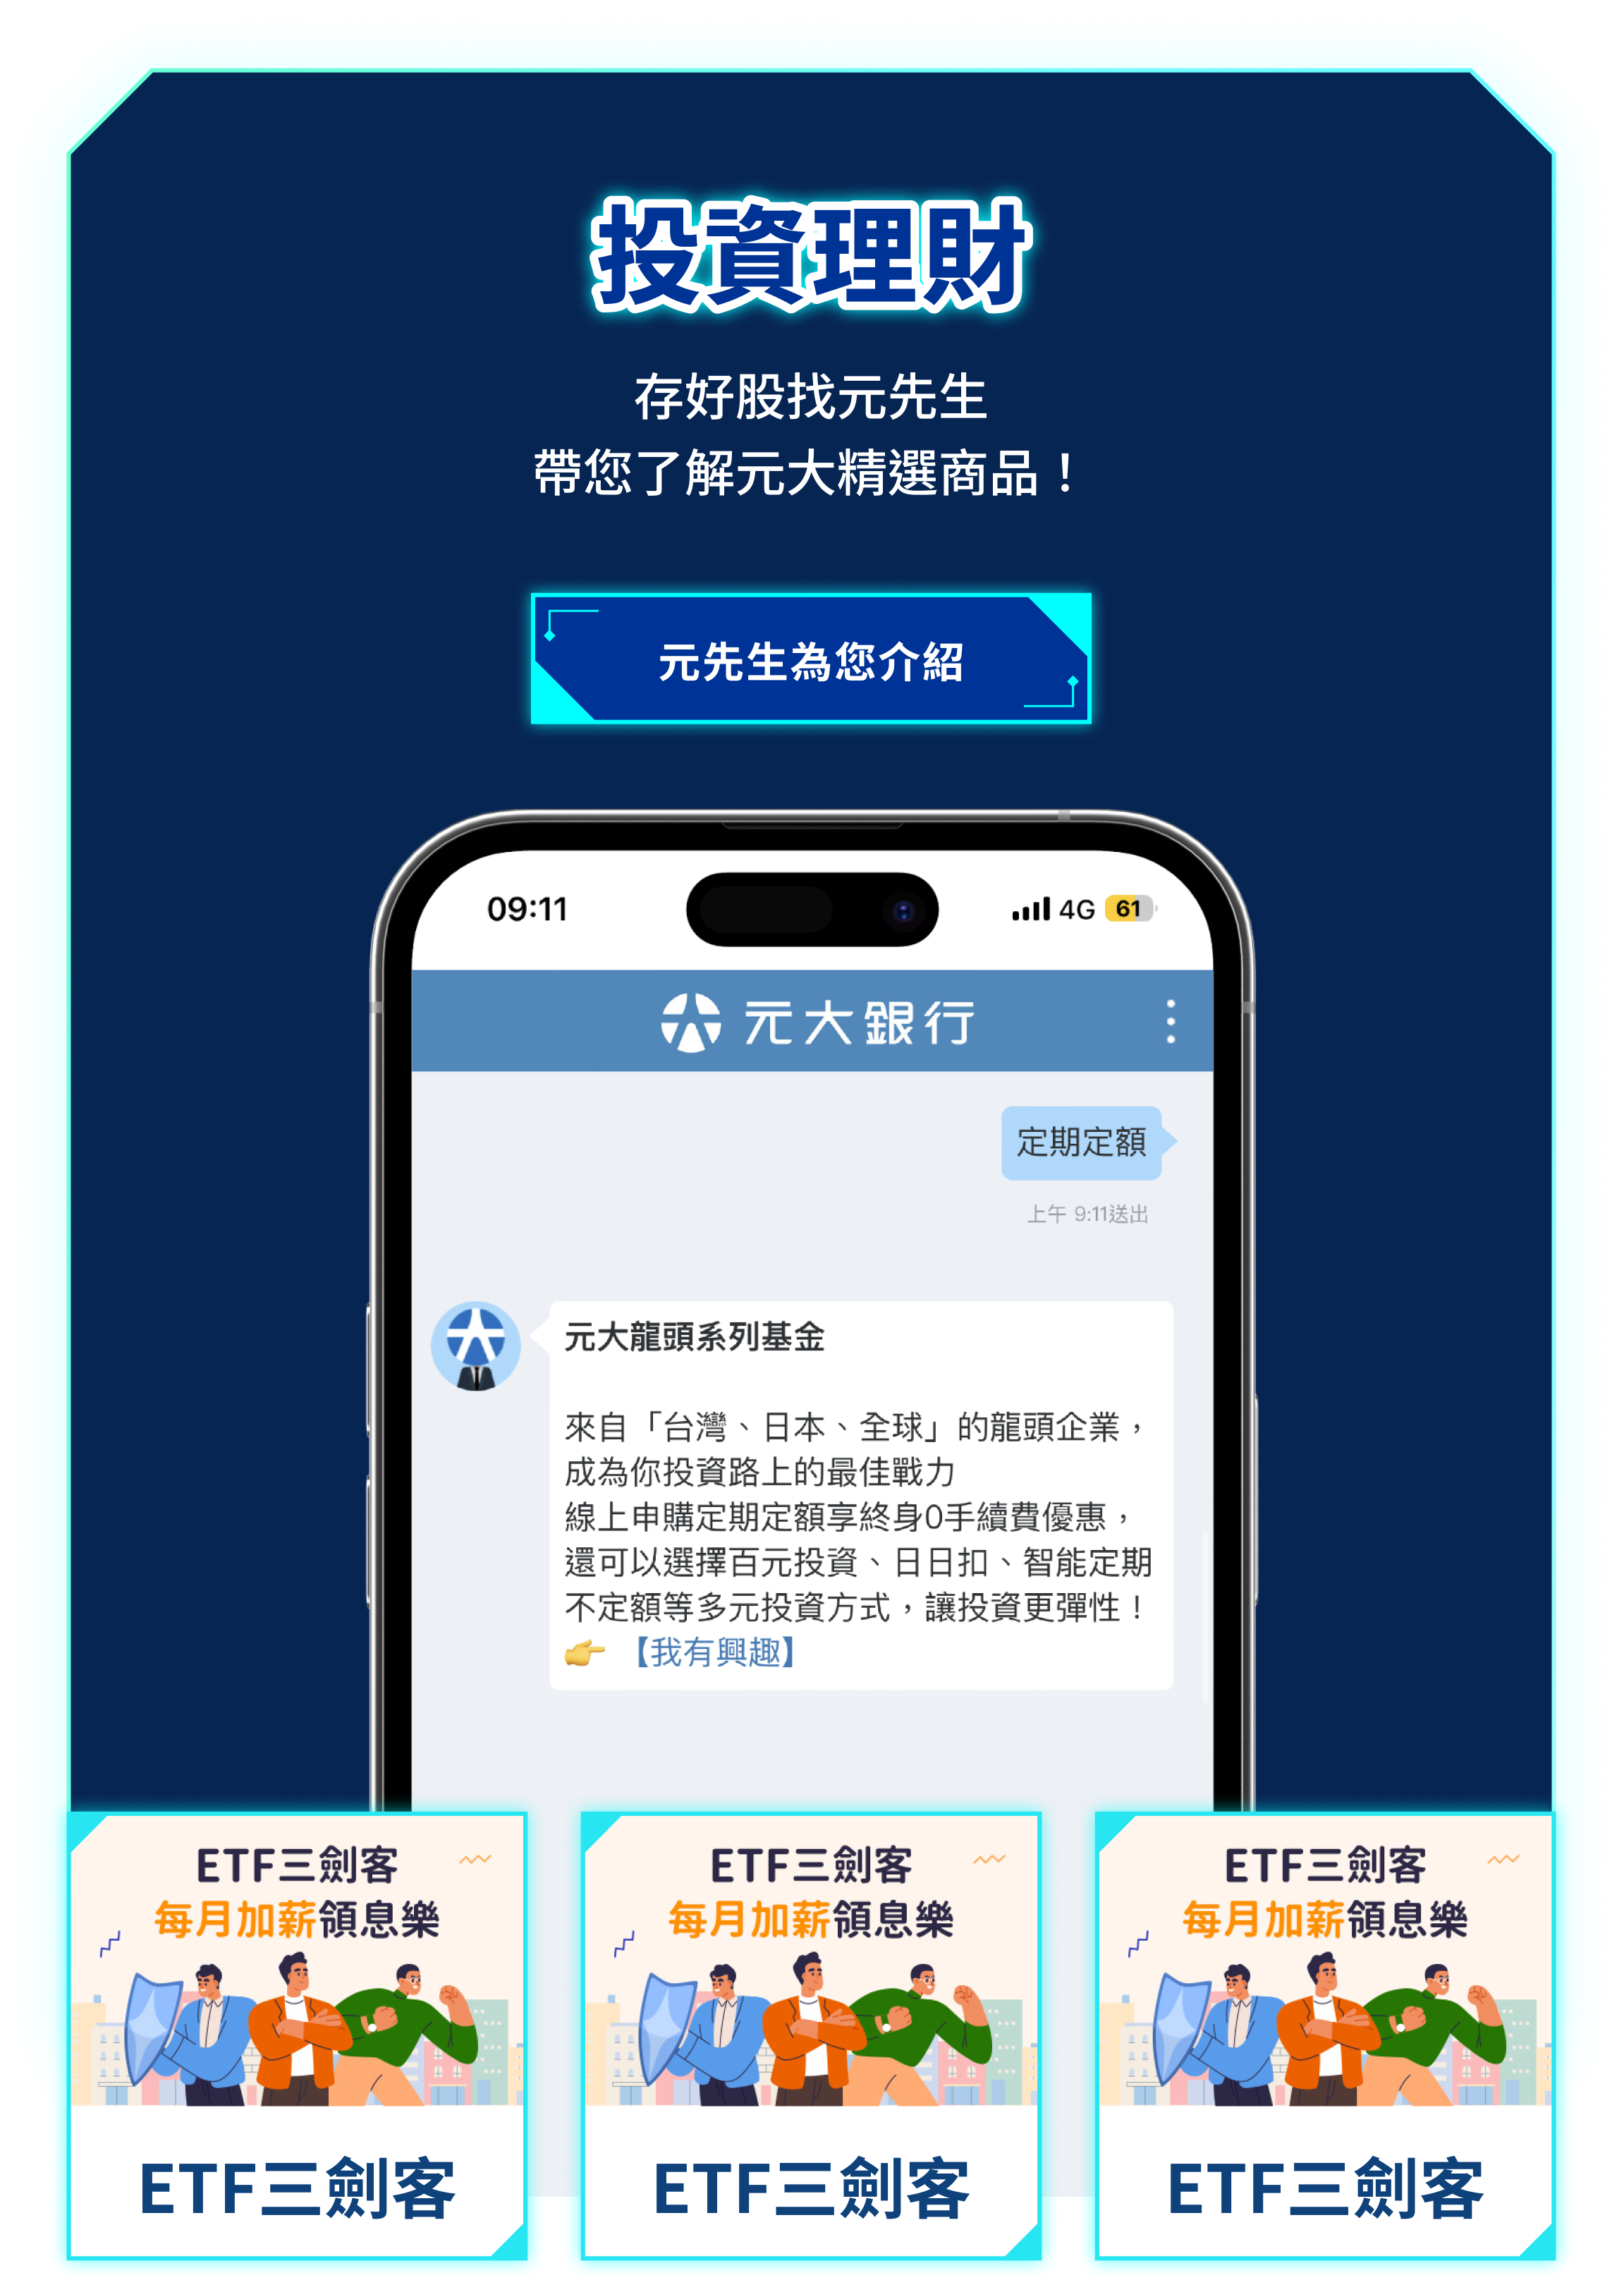 投資理財
存好股找元先生
帶您了解元大精選商品！
元先生為您介紹
09:11
4G 61
元大銀行
定期定額
上午 9:11送出
元大龍頭系列基金
來自「台灣、日本、全球」的龍頭企業，
成為你投資路上的最佳戰力
線上申購定期定額享終身0手續費優惠，
還可以選擇百元投資、日日扣、智能定期
不定額等多元投資方式，讓投資更彈性！
👉【我有興趣】
ETF三劍客
每月加薪領息樂
ETF三劍客
ETF三劍客
每月加薪領息樂
ETF三劍客
ETF三劍客
每月加薪領息樂
ETF三劍客